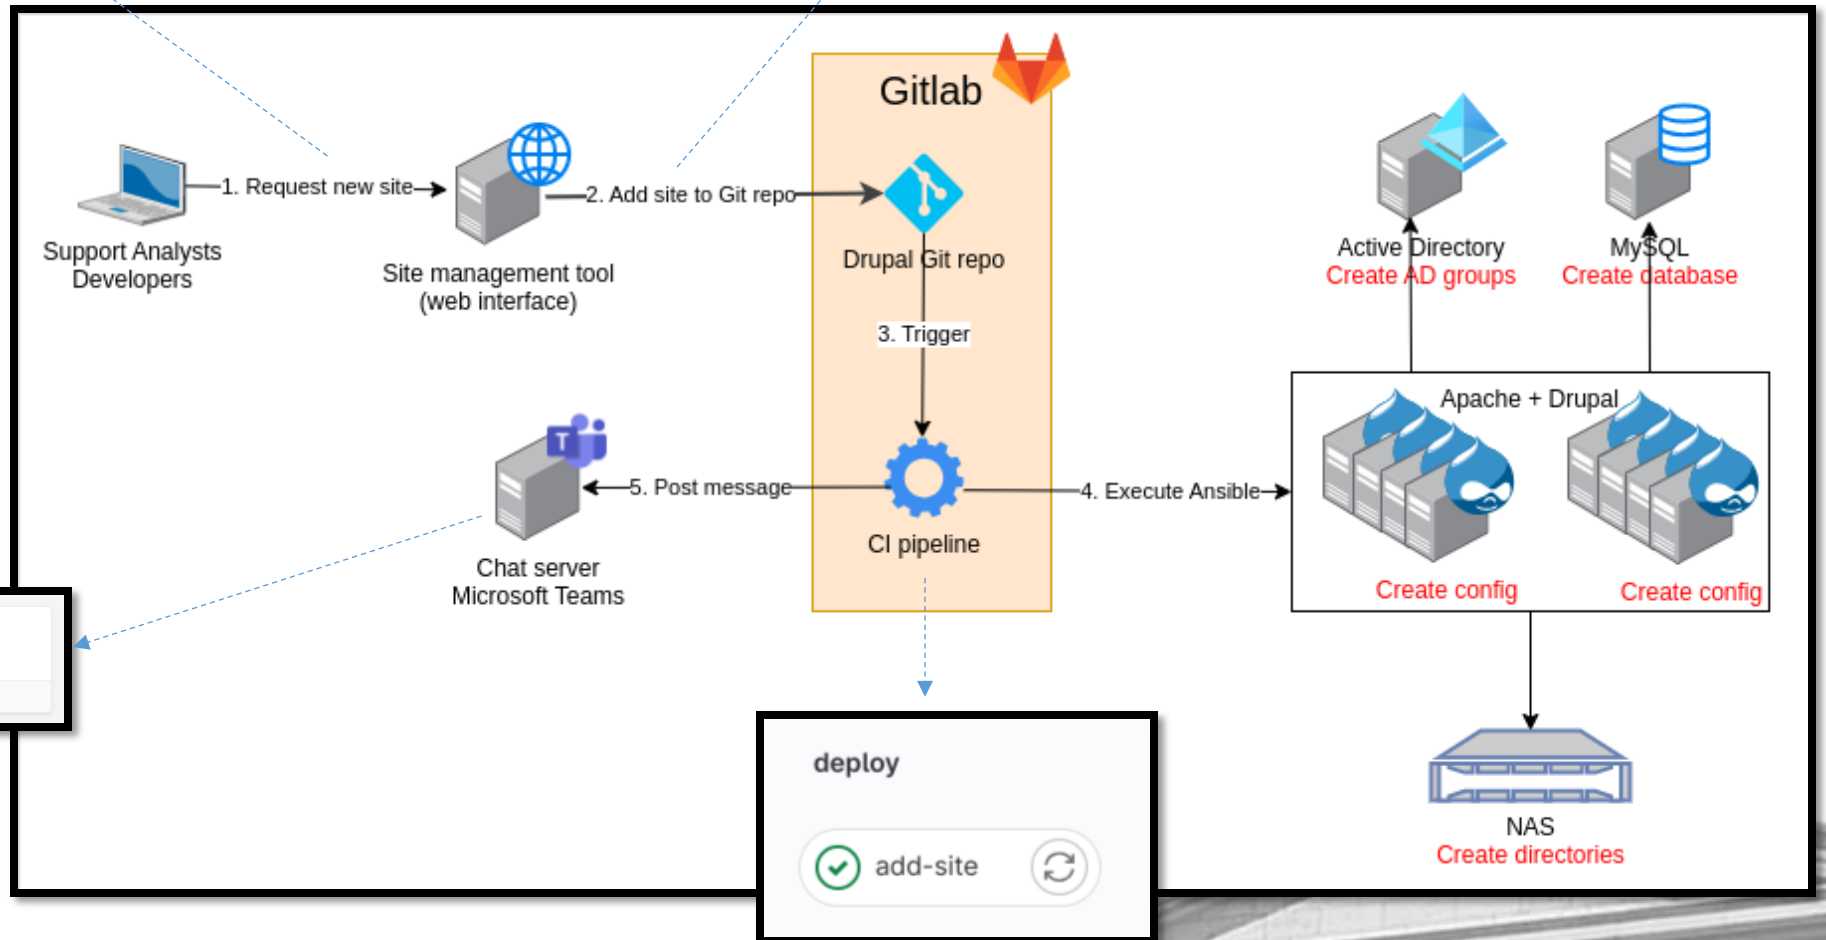 Gitlab
1. Request new site
2. Add site to Git repo
Support Analysts
Developers
Site management tool
(web interface)
Drupal Git repo
Active Directory
Create AD groups
MySQL
Create database
3. Trigger
Apache + Drupal
T
5. Post message
4. Execute Ansible
CI pipeline
Chat server
Microsoft Teams
Create config
Create config
deploy
add-site
NAS
Create directories